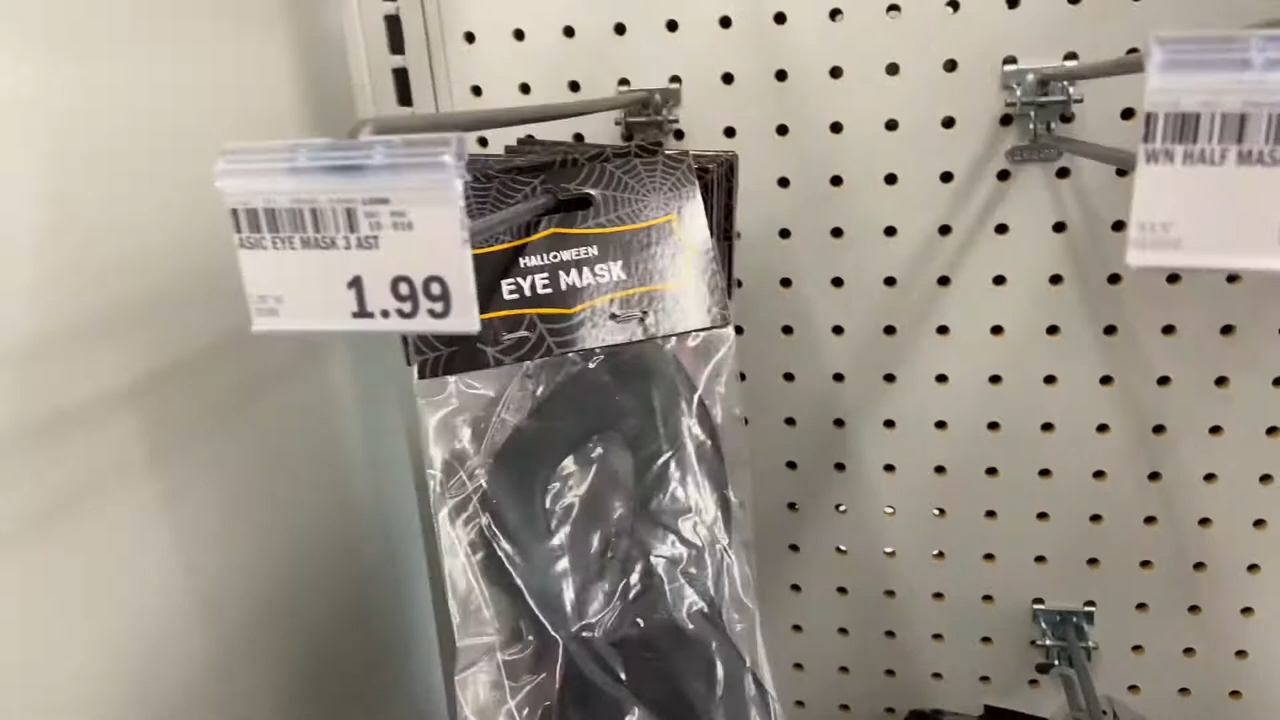 ASIC EYE MASK 3 AST
1.99
HALLOWEEN
EYE MASK
WN HALF MAS